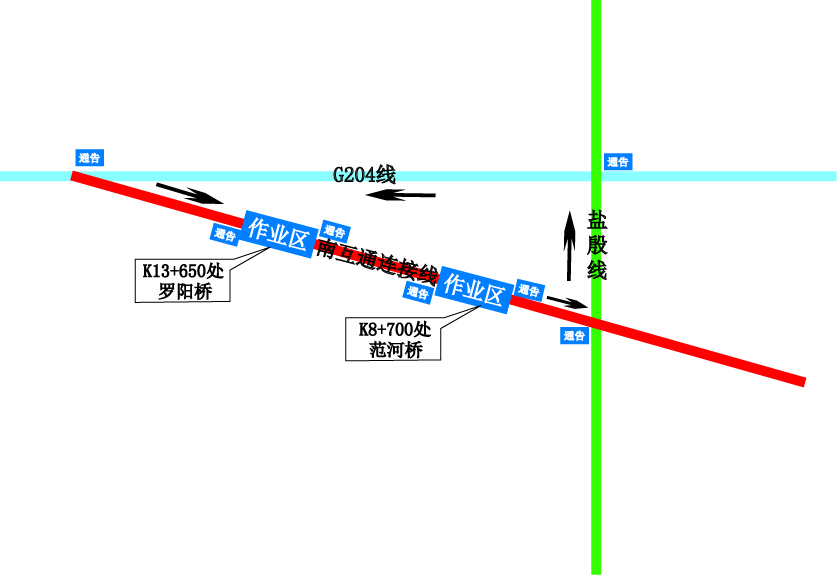 通告
通告
G204线
盐殷线
通告
作业区
通告
南互通连接线
K13+650处
罗阳桥
通告
作业区
通告
K8+700处
范河桥
通告